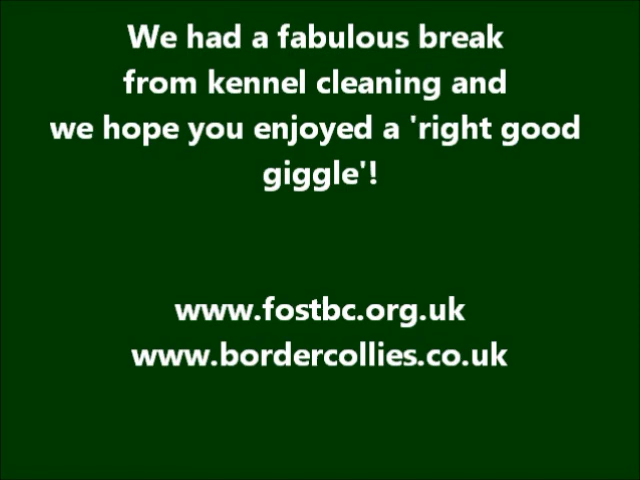 We had a fabulous break
from kennel cleaning and
we hope you enjoyed a 'right good
giggle'!
www.fostbc.org.uk
www.bordercollies.co.uk